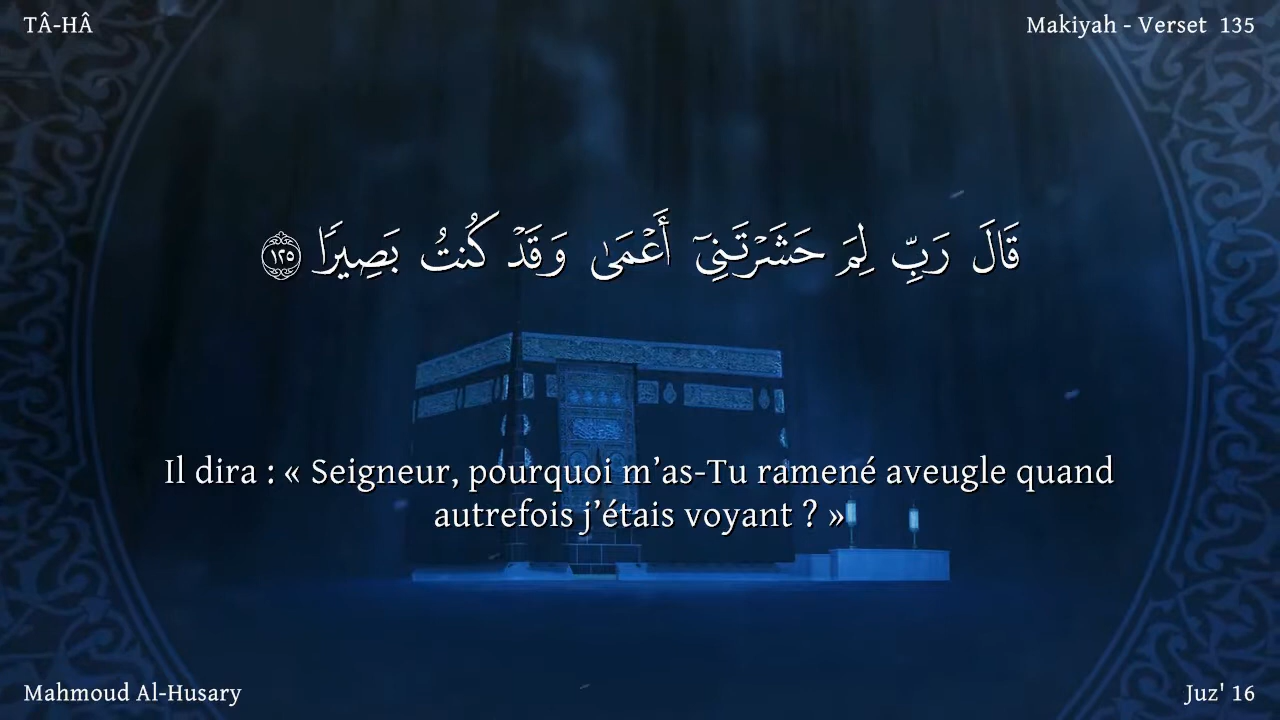 TÂ-HÂ
Makiyah - Verset 135
قَالَ رَبِّ لِمَ حَشَرْتَنِىٓ أَعْمَىٰ وَقَدْ كُنتُ بَصِيرًا ١٢٥
Il dira : « Seigneur, pourquoi m’as-Tu ramené aveugle quand
autrefois j’étais voyant ? »
Mahmoud Al-Husary
Juz' 16